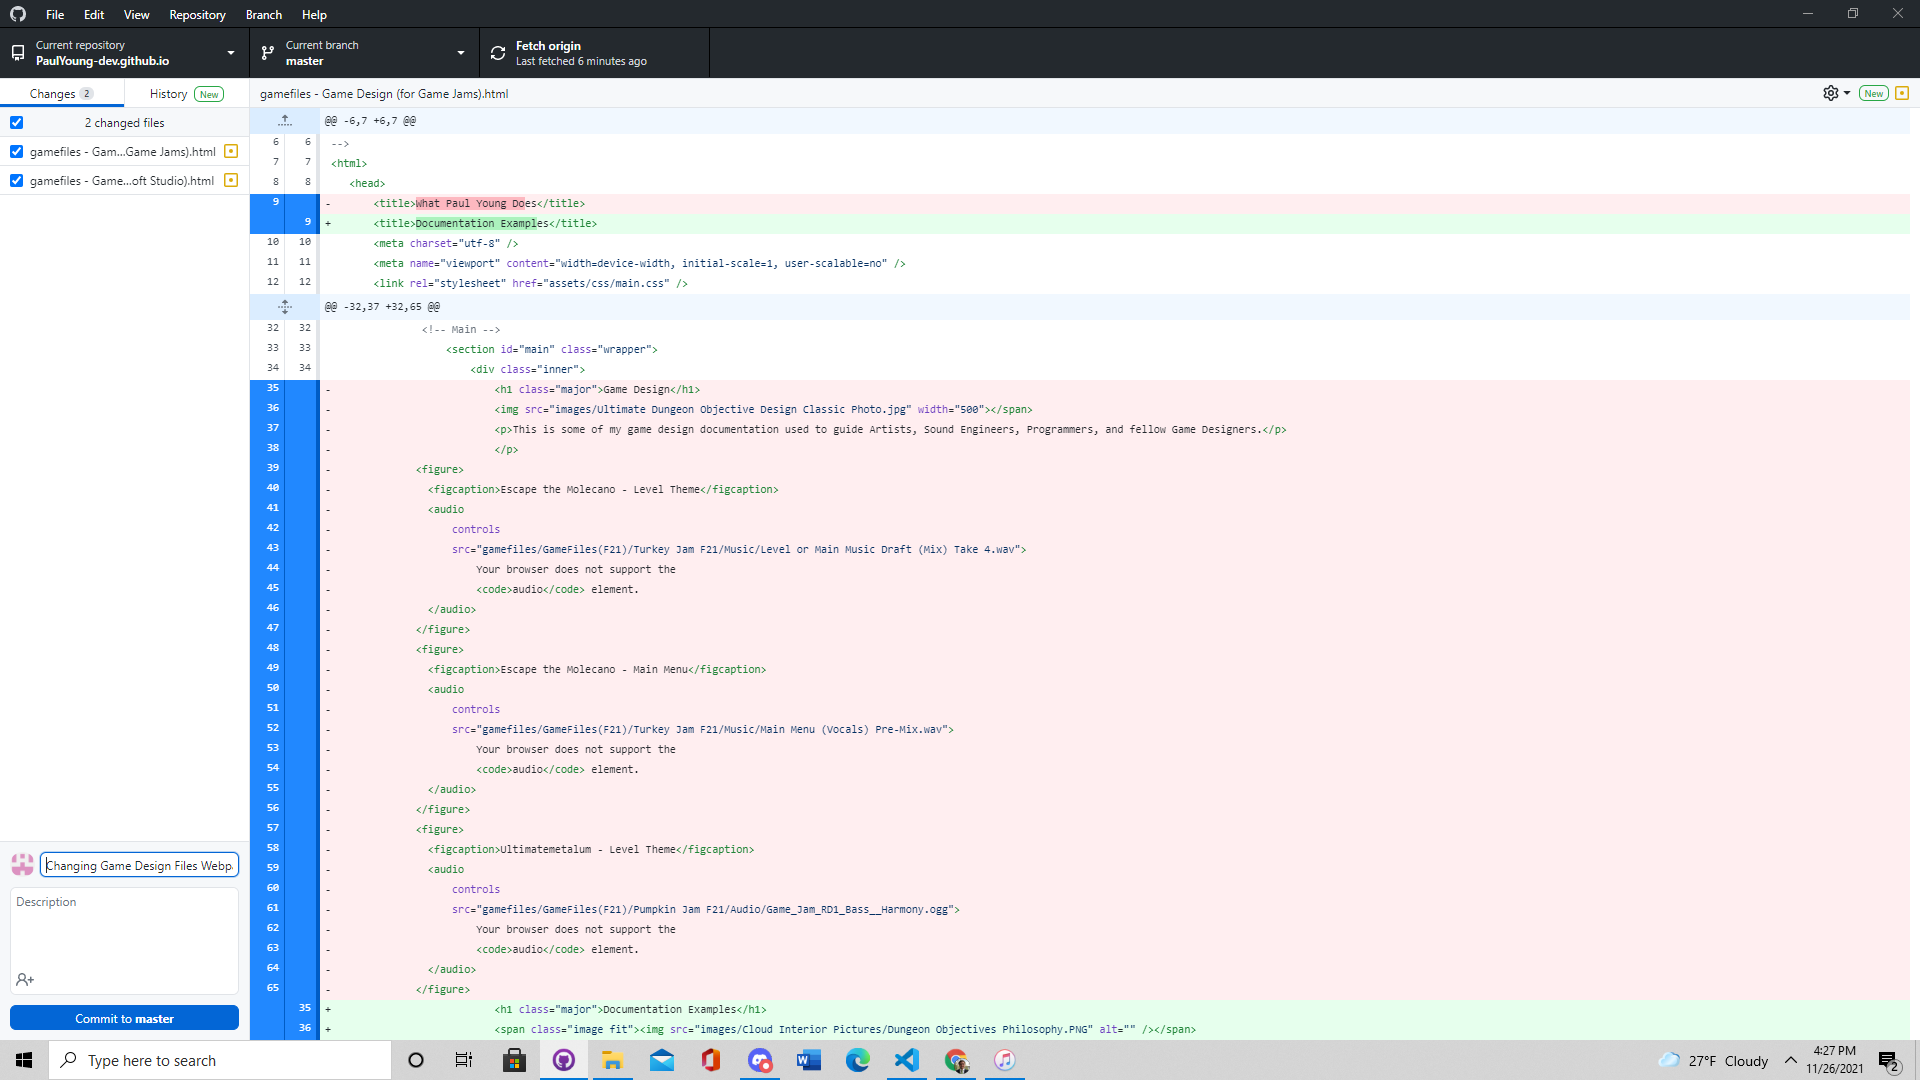 File Edit View Repository Branch Help
Current repository
PaulYoung-dev.github.io
Current branch
master
Fetch origin
Last fetched 6 minutes ago
Changes 2 History New
gamefiles - Game Design (for Game Jams).html New
2 changed files
gamefiles - Gam...Game Jams).html
gamefiles - Game...oft Studio).html
@@ -6,7 +6,7 @@
6 6 -->
7 7 <html>
8 8 <head>
9 - <title>What Paul Young Does</title>
9 + <title>Documentation Examples</title>
10 10 <meta charset="utf-8" />
11 11 <meta name="viewport" content="width=device-width, initial-scale=1, user-scalable=no" />
12 12 <link rel="stylesheet" href="assets/css/main.css" />
@@ -32,37 +32,65 @@
32 32 <!-- Main -->
33 33 <section id="main" class="wrapper">
34 34 <div class="inner">
35 - <h1 class="major">Game Design</h1>
36 - <img src="images/Ultimate Dungeon Objective Design Classic Photo.jpg" width="500"></span>
37 - <p>This is some of my game design documentation used to guide Artists, Sound Engineers, Programmers, and fellow Game Designers.</p>
38 - </p>
39 - <figure>
40 - <figcaption>Escape the Molecano - Level Theme</figcaption>
41 - <audio
42 - controls
43 - src="gamefiles/GameFiles(F21)/Turkey Jam F21/Music/Level or Main Music Draft (Mix) Take 4.wav">
44 - Your browser does not support the
45 - <code>audio</code> element.
46 - </audio>
47 - </figure>
48 - <figure>
49 - <figcaption>Escape the Molecano - Main Menu</figcaption>
50 - <audio
51 - controls
52 - src="gamefiles/GameFiles(F21)/Turkey Jam F21/Music/Main Menu (Vocals) Pre-Mix.wav">
53 - Your browser does not support the
54 - <code>audio</code> element.
55 - </audio>
56 - </figure>
57 - <figure>
58 - <figcaption>Ultimatemetalum - Level Theme</figcaption>
59 - <audio
60 - controls
61 - src="gamefiles/GameFiles(F21)/Pumpkin Jam F21/Audio/Game_Jam_RD1_Bass__Harmony.ogg">
62 - Your browser does not support the
63 - <code>audio</code> element.
64 - </audio>
65 - </figure>
35 + <h1 class="major">Documentation Examples</h1>
36 + <span class="image fit"><img src="images/Cloud Interior Pictures/Dungeon Objectives Philosophy.PNG" alt="" /></span>
Changing Game Design Files Webp
Description
Commit to master
Type here to search
27°F Cloudy
4:27 PM
11/26/2021
2